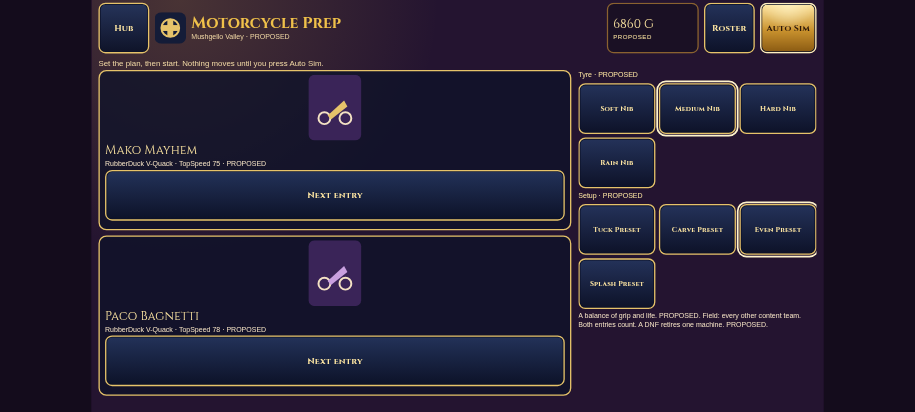 Hub
Motorcycle Prep
Mushgello Valley · PROPOSED
6860 G
PROPOSED
Roster
Auto Sim
Set the plan, then start. Nothing moves until you press Auto Sim.
Mako Mayhem
RubberDuck V-Quack · TopSpeed 75 · PROPOSED
Next entry
Paco Bagnetti
RubberDuck V-Quack · TopSpeed 78 · PROPOSED
Next entry
Tyre · PROPOSED
Soft Nib
Medium Nib
Hard Nib
Rain Nib
Setup · PROPOSED
Tuck Preset
Carve Preset
Even Preset
Splash Preset
A balance of grip and life. PROPOSED. Field: every other content team.
Both entries count. A DNF retires one machine. PROPOSED.